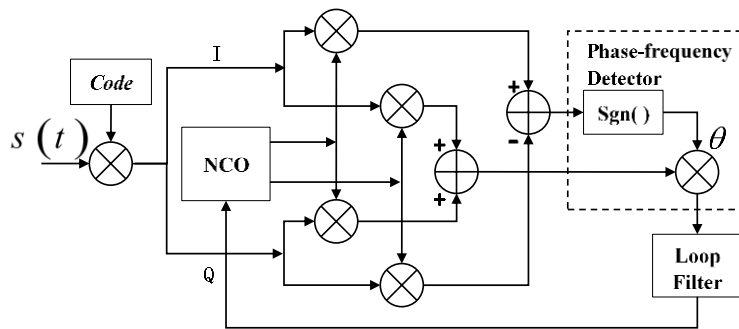 Phase-frequency
Detector
I
Code
+
Sgn( )
s (t)
-
θ
NCO
+
+
Q
Loop
Filter